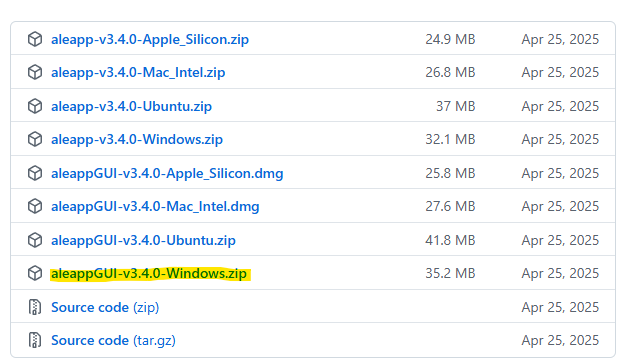 aleapp-v3.4.0-Apple_Silicon.zip 24.9 MB Apr 25, 2025
aleapp-v3.4.0-Mac_Intel.zip 26.8 MB Apr 25, 2025
aleapp-v3.4.0-Ubuntu.zip 37 MB Apr 25, 2025
aleapp-v3.4.0-Windows.zip 32.1 MB Apr 25, 2025
aleappGUI-v3.4.0-Apple_Silicon.dmg 25.8 MB Apr 25, 2025
aleappGUI-v3.4.0-Mac_Intel.dmg 27.6 MB Apr 25, 2025
aleappGUI-v3.4.0-Ubuntu.zip 41.8 MB Apr 25, 2025
aleappGUI-v3.4.0-Windows.zip 35.2 MB Apr 25, 2025
Source code (zip) Apr 25, 2025
Source code (tar.gz) Apr 25, 2025